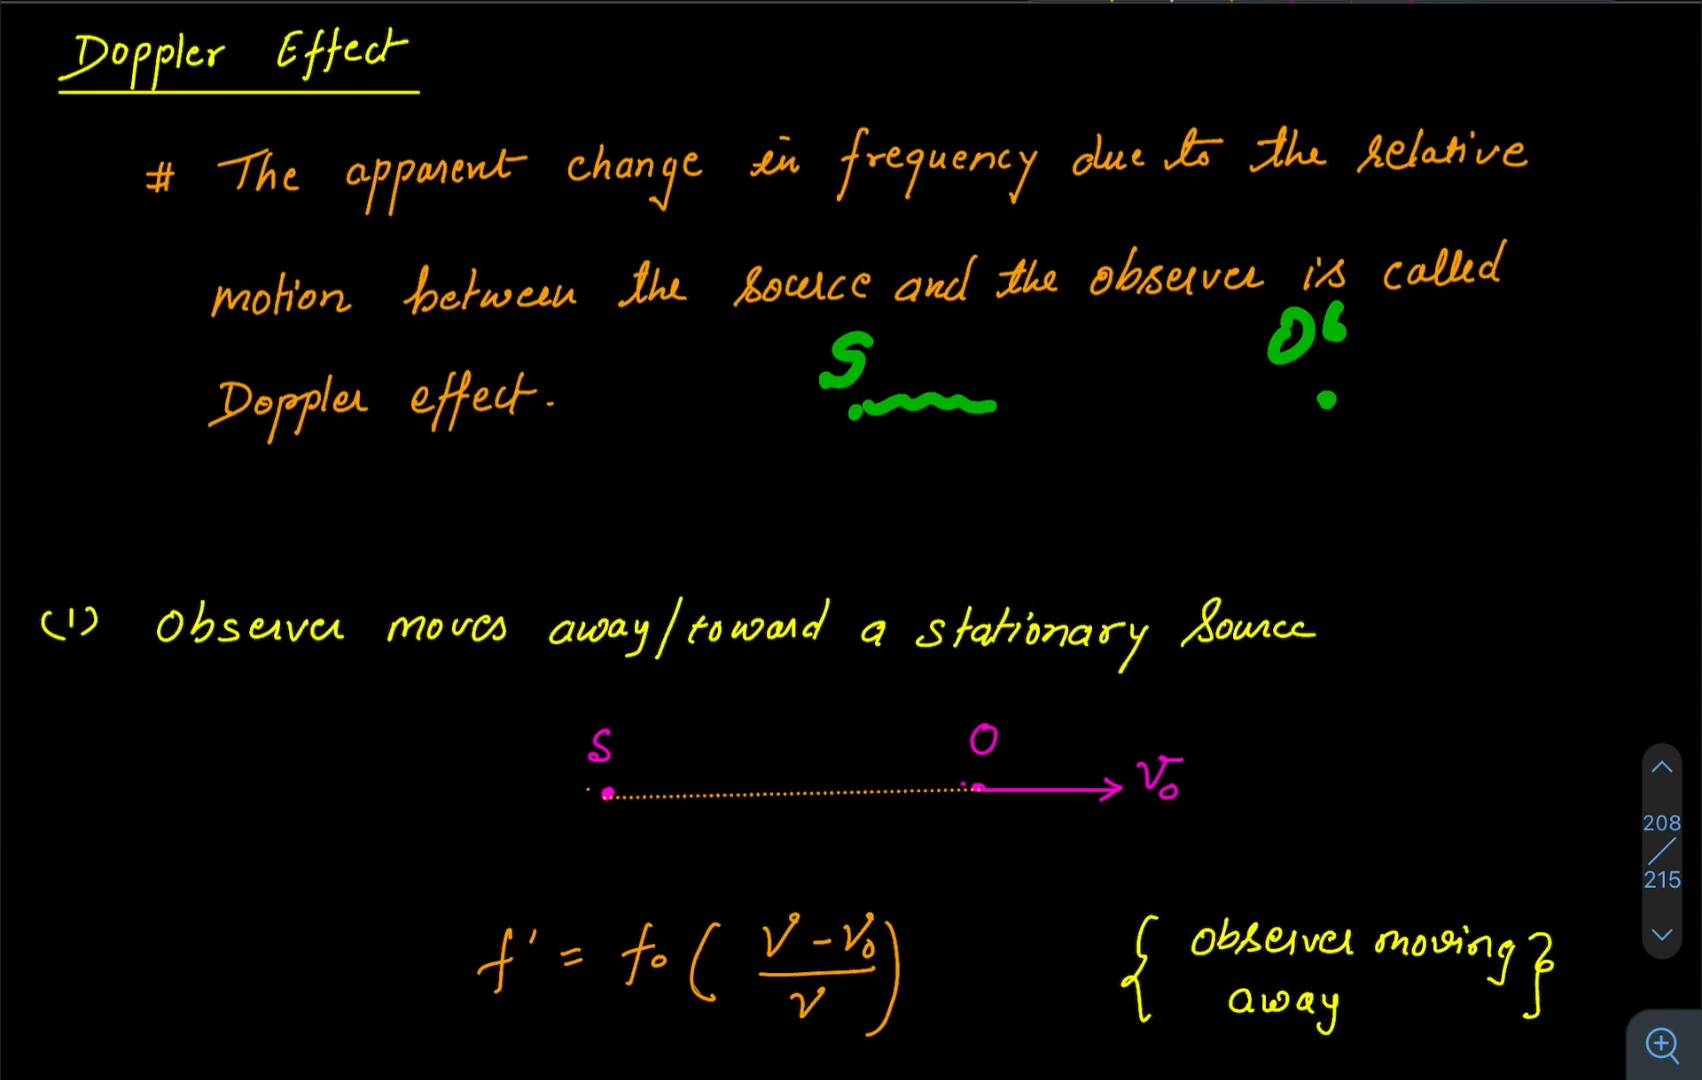 Doppler Effect
# The apparent change in frequency due to the relative
motion between the source and the observer is called
Doppler effect.
S Ob
(1) Observer moves away/toward a stationary source
S O
V₀
f' = f₀ ( V - V₀ / V ) { observer moving away }
208
/
215